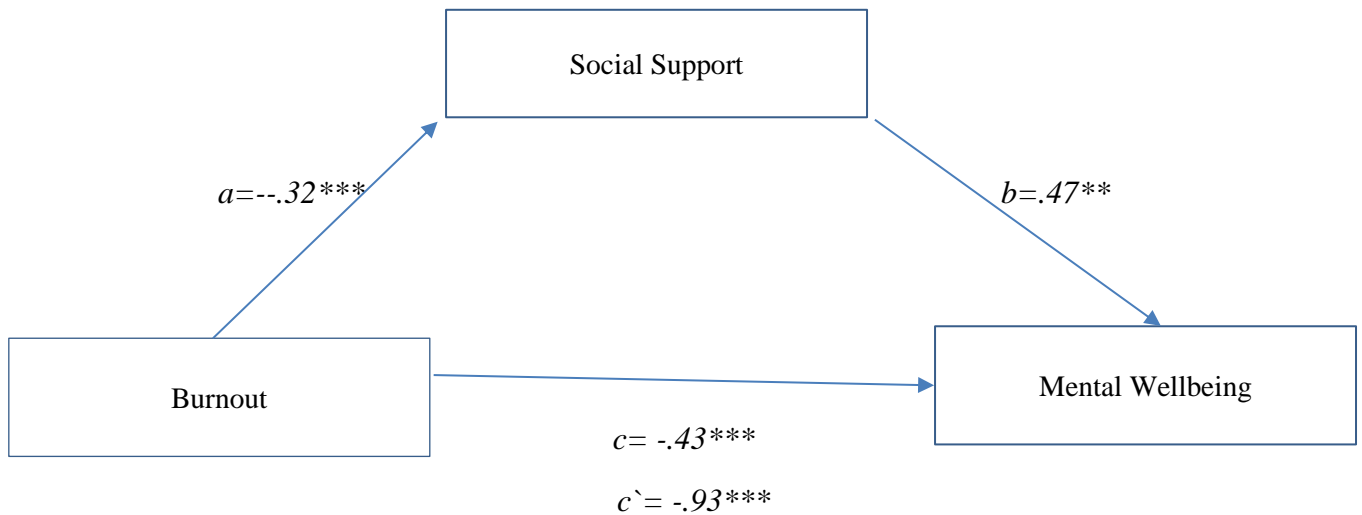 Social Support
a=--.32***
b=.47**
Burnout
Mental Wellbeing
c= -.43***
c`= -.93***